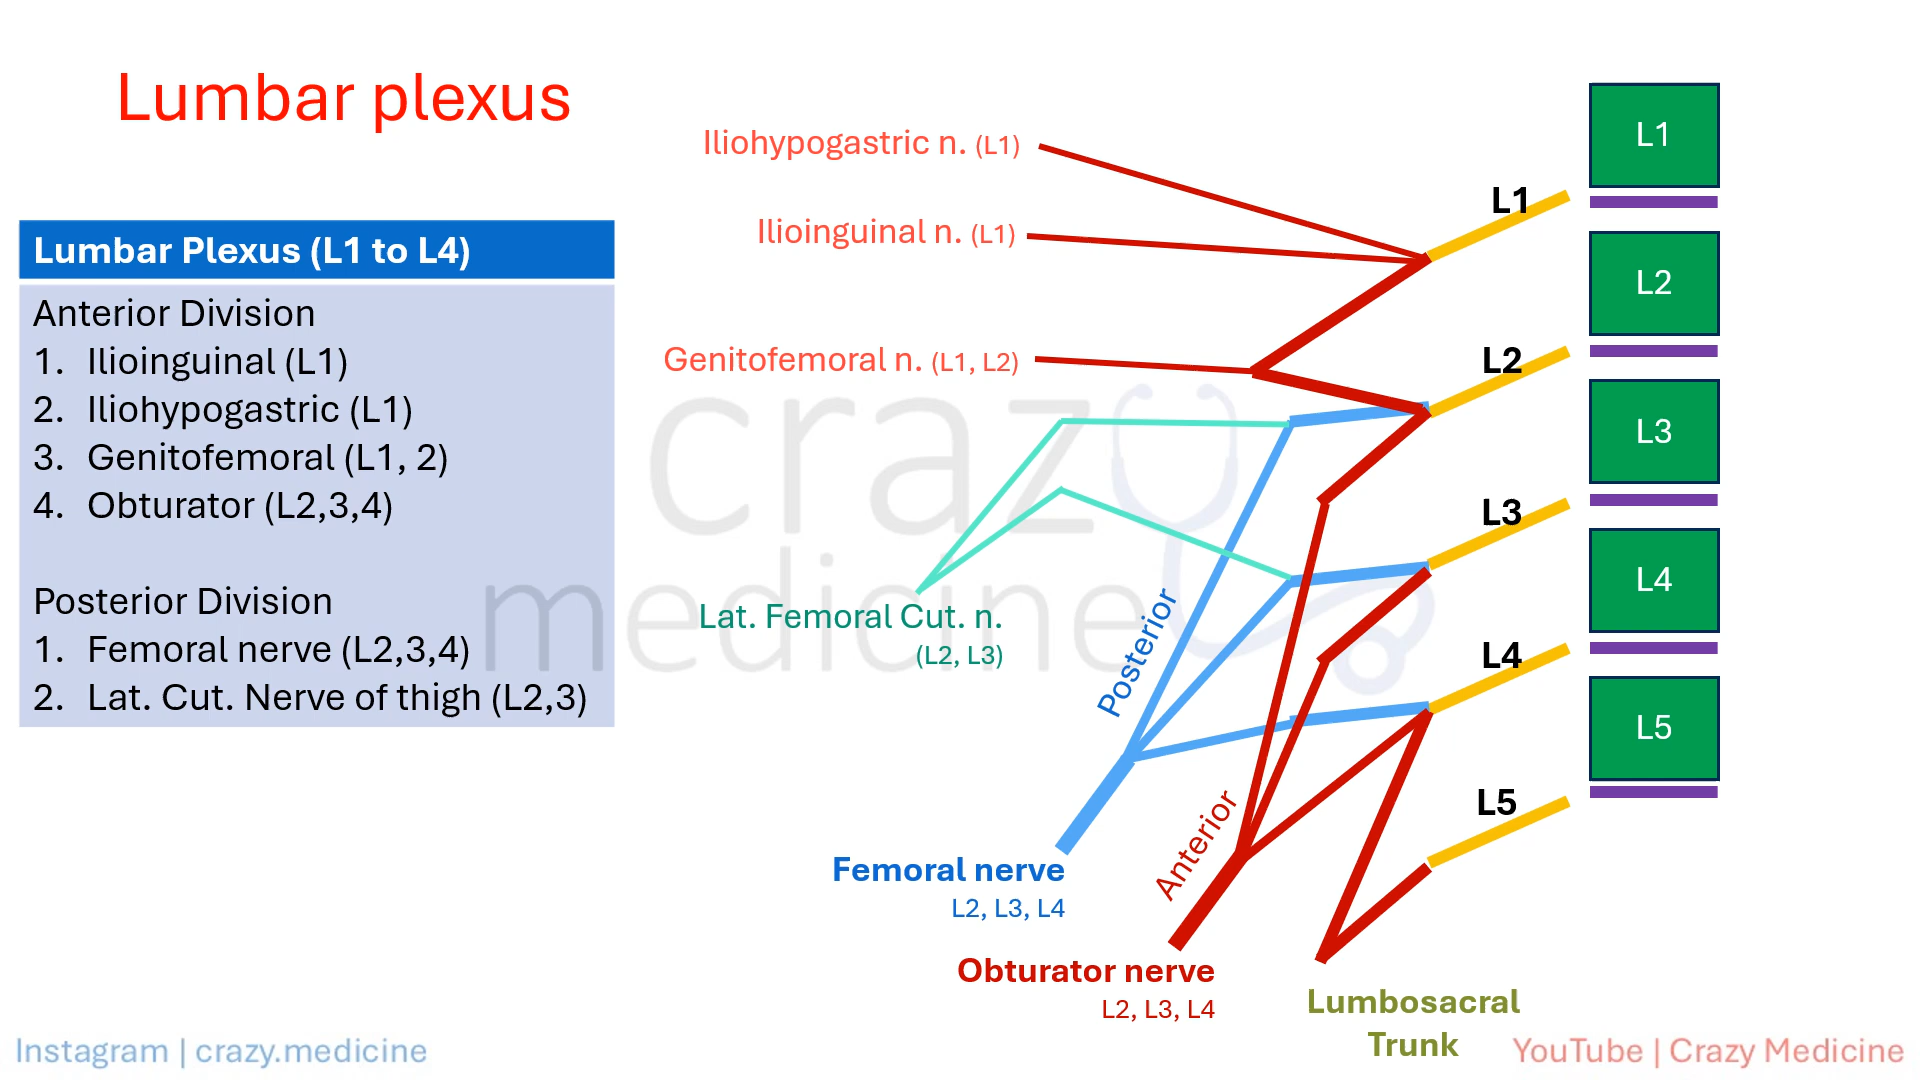 Lumbar plexus
Lumbar Plexus (L1 to L4)
Anterior Division
1. Ilioinguinal (L1)
2. Iliohypogastric (L1)
3. Genitofemoral (L1, 2)
4. Obturator (L2,3,4)
Posterior Division
1. Femoral nerve (L2,3,4)
2. Lat. Cut. Nerve of thigh (L2,3)
Iliohypogastric n. (L1)
Ilioinguinal n. (L1)
Genitofemoral n. (L1, L2)
Lat. Femoral Cut. n.
(L2, L3)
Posterior
Femoral nerve
L2, L3, L4
Anterior
Obturator nerve
L2, L3, L4
Lumbosacral
Trunk
L1
L2
L3
L4
L5
L1
L2
L3
L4
L5
crazy
medicine
Instagram | crazy.medicine
YouTube | Crazy Medicine